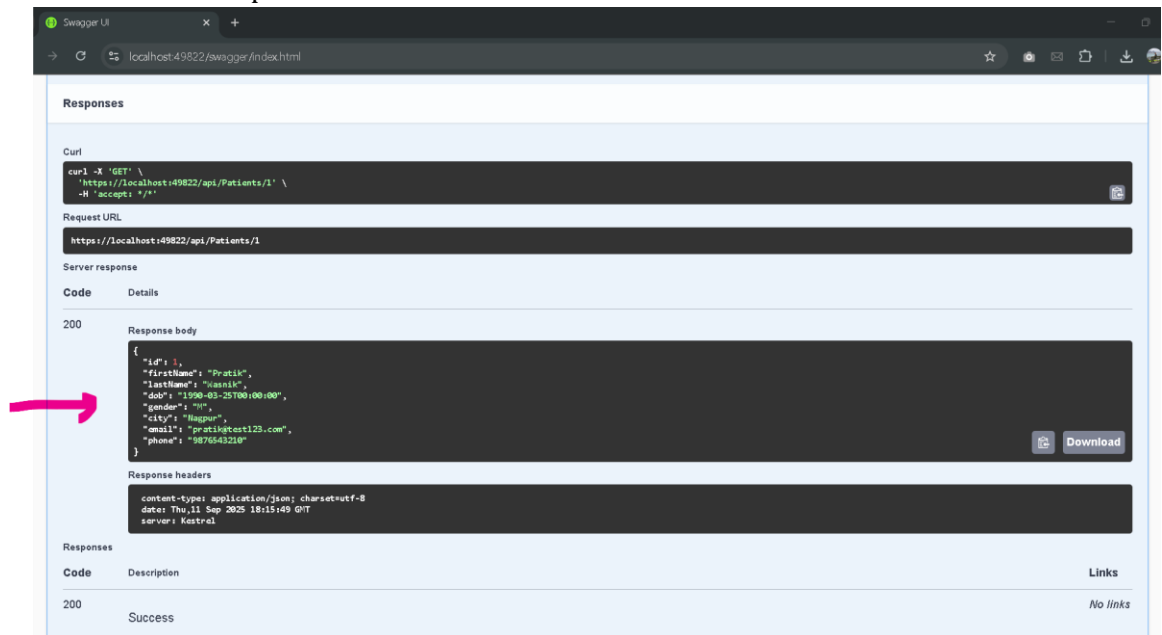 Swagger UI
localhost:49822/swagger/index.html
Responses
Curl
curl -X 'GET' \
'https://localhost:49822/api/Patients/1' \
-H 'accept: */*'
Request URL
https://localhost:49822/api/Patients/1
Server response
Code Details
200
Response body
{
"id": 1,
"firstName": "Pratik",
"lastName": "Wasnik",
"dob": "1990-03-25T00:00:00",
"gender": "M",
"city": "Nagpur",
"email": "pratik@test123.com",
"phone": "9876543210"
}
Download
Response headers
content-type: application/json; charset=utf-8
date: Thu,11 Sep 2025 18:15:49 GMT
server: Kestrel
Responses
Code Description Links
200 No links
Success